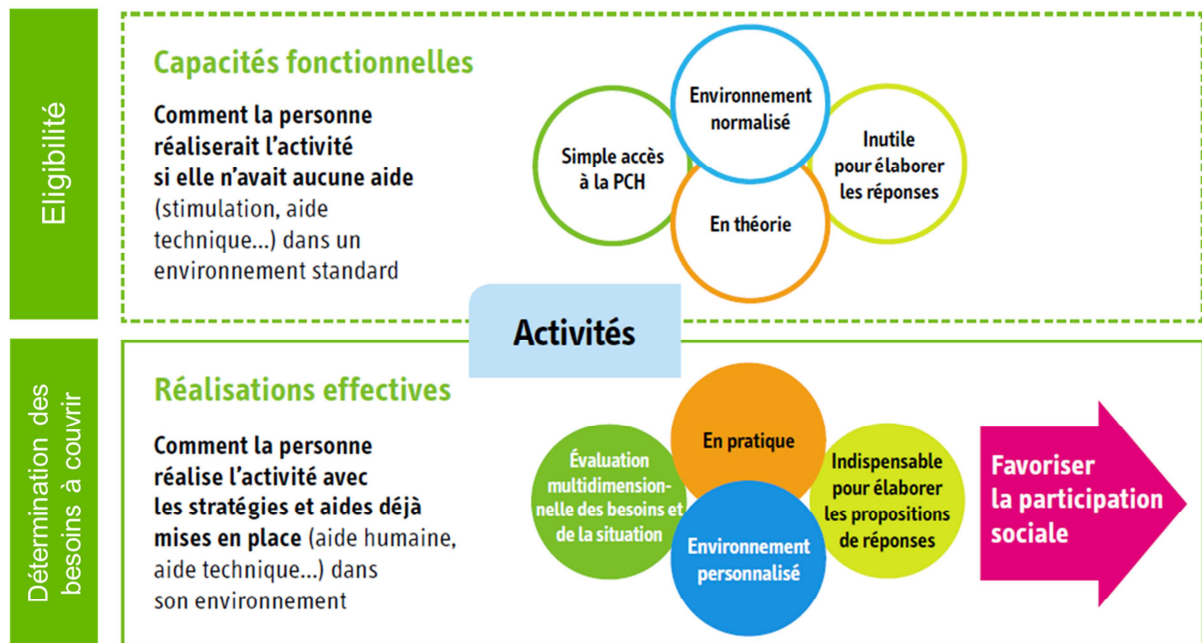 Eligibilité
Capacités fonctionnelles
Comment la personne
réaliserait l'activité
si elle n'avait aucune aide
(stimulation, aide
technique...) dans un
environnement standard
Simple accès
à la PCH
Environnement
normalisé
En théorie
Inutile
pour élaborer
les réponses
Activités
Détermination des
besoins à couvrir
Réalisations effectives
Comment la personne
réalise l'activité avec
les stratégies et aides déjà
mises en place (aide humaine,
aide technique...) dans
son environnement
Évaluation
multidimension-
nelle des besoins et
de la situation
En pratique
Environnement
personnalisé
Indispensable
pour élaborer
les propositions
de réponses
Favoriser
la participation
sociale